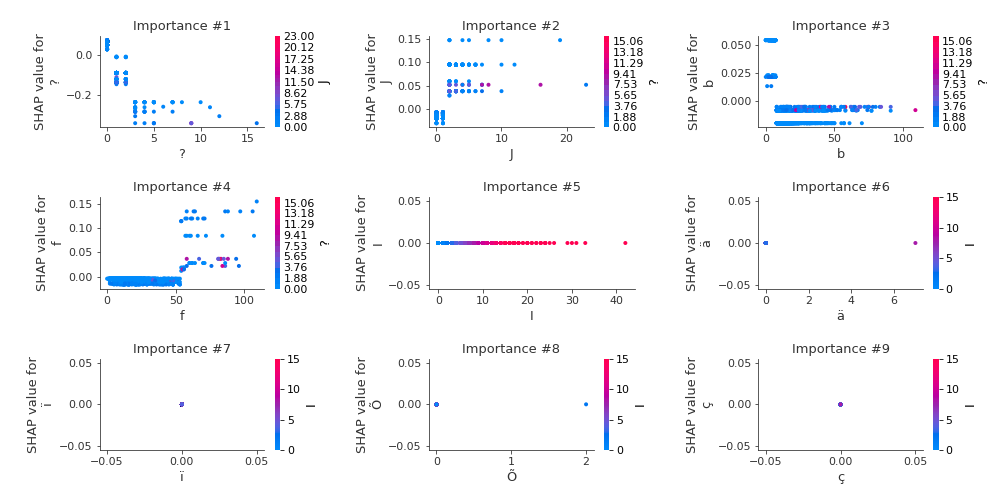 Importance #1
Importance #2
Importance #3
SHAP value for
?
0.0
−0.2
0
5
10
15
?
23.00
20.12
17.25
14.38
11.50
8.62
5.75
2.88
0.00
J
SHAP value for
J
0.15
0.10
0.05
0.00
0
10
20
J
15.06
13.18
11.29
9.41
7.53
5.65
3.76
1.88
0.00
?
SHAP value for
b
0.050
0.025
0.000
0
50
100
b
15.06
13.18
11.29
9.41
7.53
5.65
3.76
1.88
0.00
?
Importance #4
Importance #5
Importance #6
SHAP value for
f
0.15
0.10
0.05
0.00
0
50
100
f
15.06
13.18
11.29
9.41
7.53
5.65
3.76
1.88
0.00
?
SHAP value for
I
0.05
0.00
−0.05
0
10
20
30
40
I
SHAP value for
ä
0.05
0.00
−0.05
0
2
4
6
ä
15
10
5
0
I
Importance #7
Importance #8
Importance #9
SHAP value for
ï
0.05
0.00
−0.05
−0.05
0.00
0.05
ï
15
10
5
0
I
SHAP value for
Õ
0.05
0.00
−0.05
0
1
2
Õ
15
10
5
0
I
SHAP value for
ç
0.05
0.00
−0.05
−0.05
0.00
0.05
ç
15
10
5
0
I